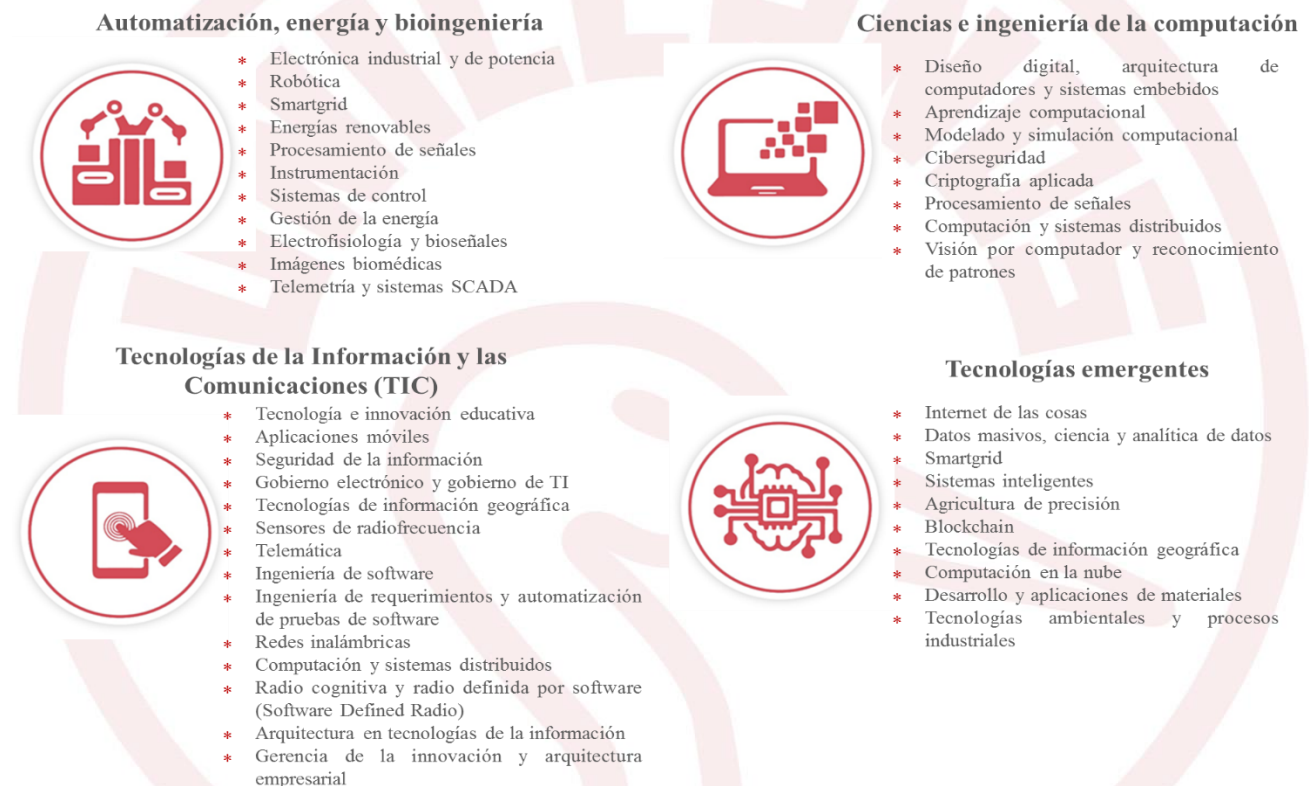 Automatización, energía y bioingeniería
* Electrónica industrial y de potencia
* Robótica
* Smartgrid
* Energías renovables
* Procesamiento de señales
* Instrumentación
* Sistemas de control
* Gestión de la energía
* Electrofisiología y bioseñales
* Imágenes biomédicas
* Telemetría y sistemas SCADA
Ciencias e ingeniería de la computación
* Diseño digital, arquitectura de
computadores y sistemas embebidos
* Aprendizaje computacional
* Modelado y simulación computacional
* Ciberseguridad
* Criptografía aplicada
* Procesamiento de señales
* Computación y sistemas distribuidos
* Visión por computador y reconocimiento
de patrones
Tecnologías de la Información y las
Comunicaciones (TIC)
* Tecnología e innovación educativa
* Aplicaciones móviles
* Seguridad de la información
* Gobierno electrónico y gobierno de TI
* Tecnologías de información geográfica
* Sensores de radiofrecuencia
* Telemática
* Ingeniería de software
* Ingeniería de requerimientos y automatización
de pruebas de software
* Redes inalámbricas
* Computación y sistemas distribuidos
* Radio cognitiva y radio definida por software
(Software Defined Radio)
* Arquitectura en tecnologías de la información
* Gerencia de la innovación y arquitectura
empresarial
Tecnologías emergentes
* Internet de las cosas
* Datos masivos, ciencia y analítica de datos
* Smartgrid
* Sistemas inteligentes
* Agricultura de precisión
* Blockchain
* Tecnologías de información geográfica
* Computación en la nube
* Desarrollo y aplicaciones de materiales
* Tecnologías ambientales y procesos
industriales